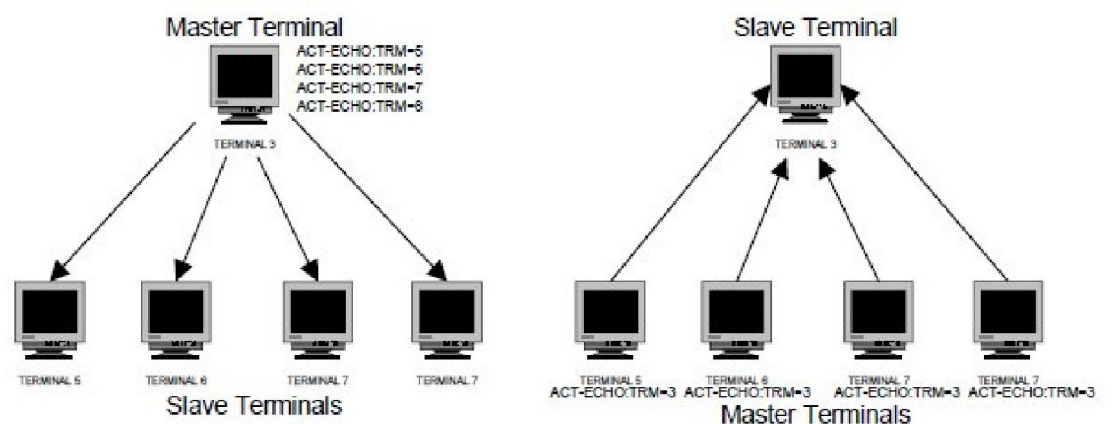 Master Terminal
ACT-ECHO:TRM=5
ACT-ECHO:TRM=6
ACT-ECHO:TRM=7
ACT-ECHO:TRM=8
TERMINAL 3
TERMINAL 5
TERMINAL 6
TERMINAL 7
TERMINAL 7
Slave Terminals
Slave Terminal
TERMINAL 3
TERMINAL 5
TERMINAL 6
TERMINAL 7
TERMINAL 7
ACT-ECHO:TRM=3
ACT-ECHO:TRM=3
ACT-ECHO:TRM=3
ACT-ECHO:TRM=3
Master Terminals